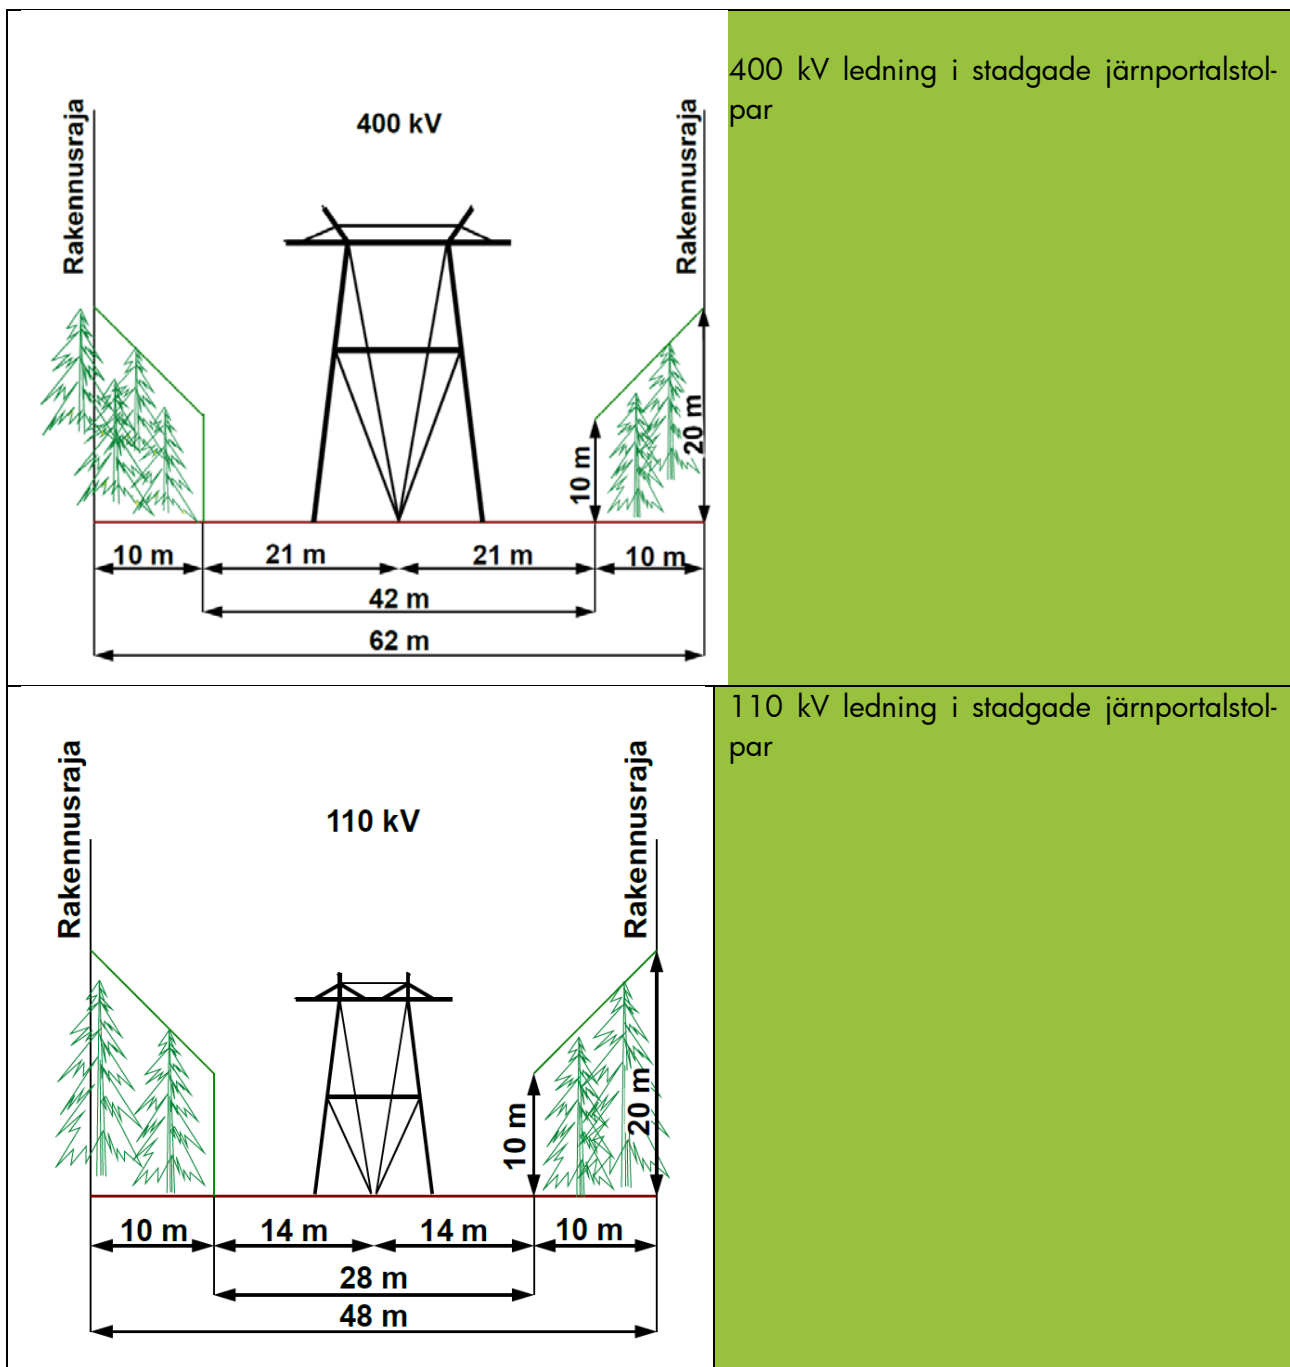 400 kV ledning i stadgade järnportalstol-
par
400 kV
Rakennusraja
Rakennusraja
20 m
10 m
10 m
21 m
21 m
10 m
42 m
62 m
110 kV ledning i stadgade järnportalstol-
par
Rakennusraja
Rakennusraja
110 kV
20 m
10 m
10 m
14 m
14 m
10 m
28 m
48 m